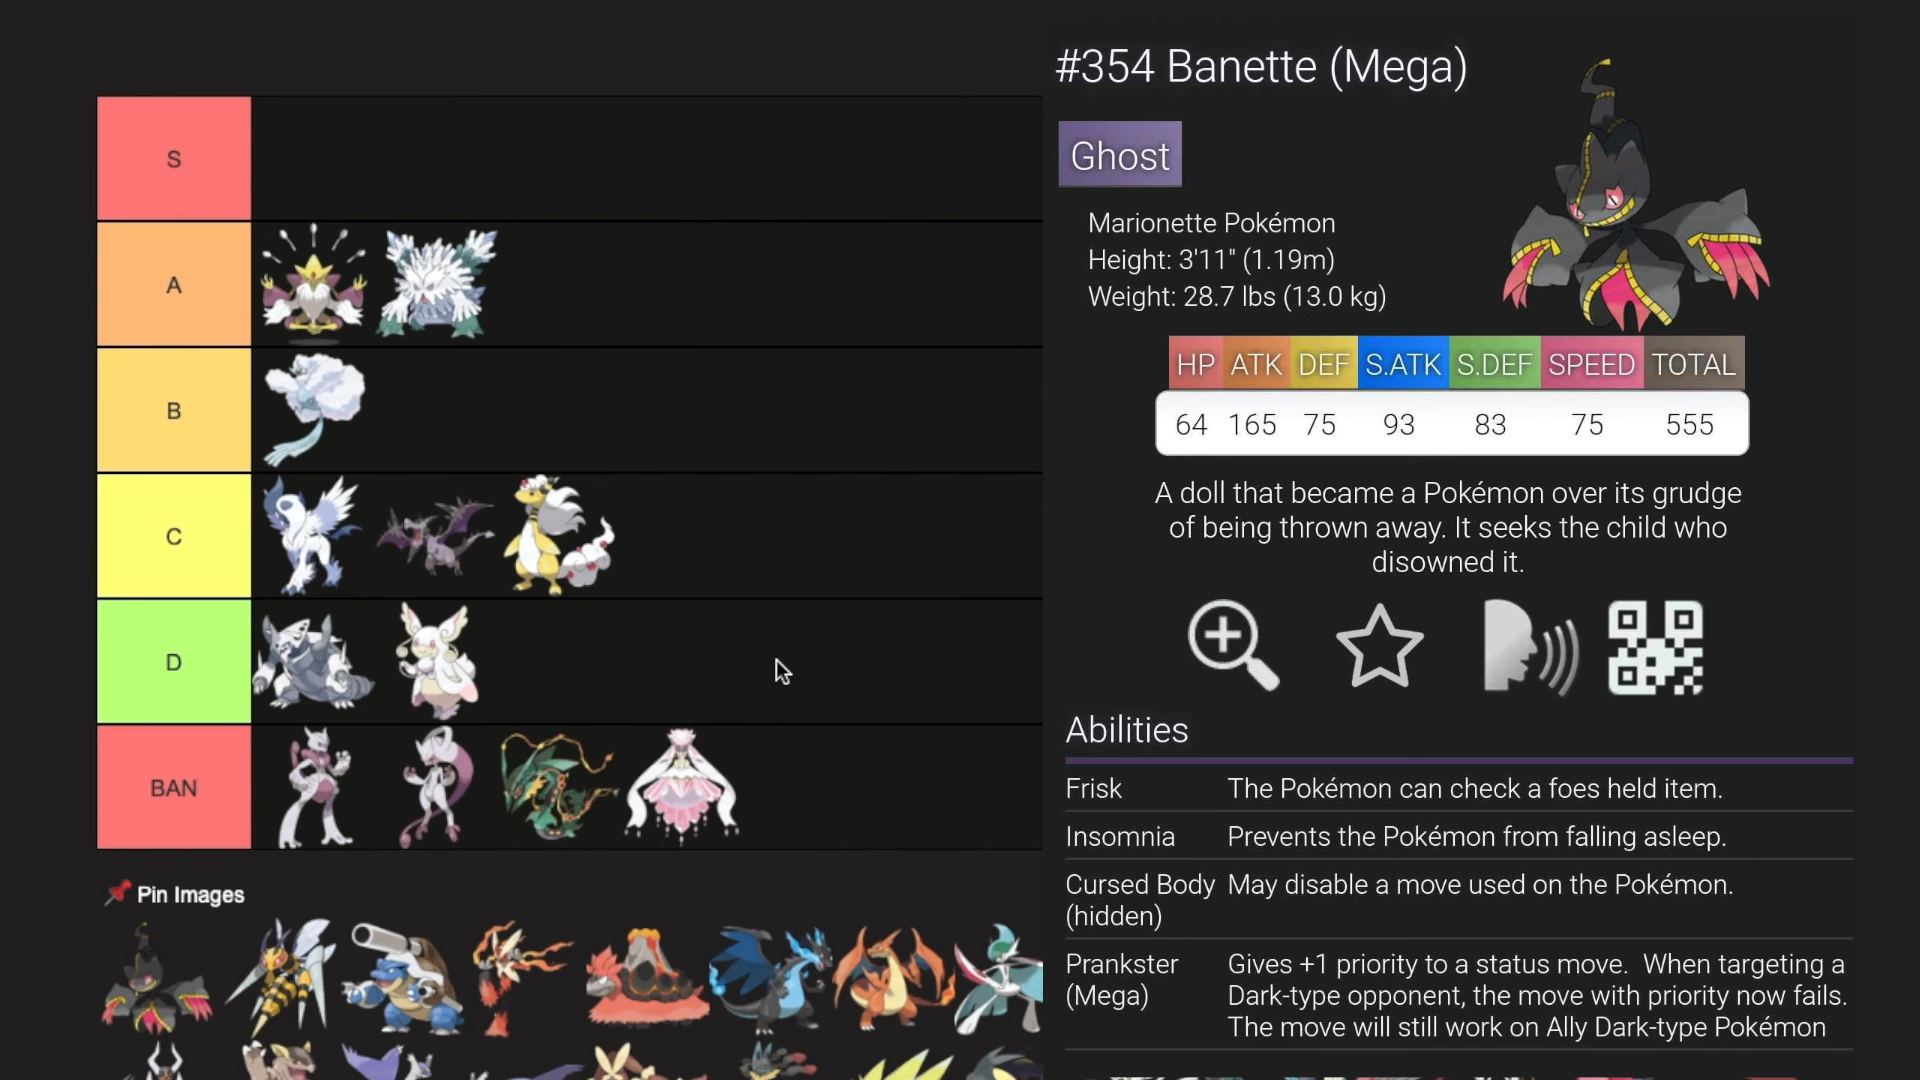 S
A
B
C
D
BAN
Pin Images
#354 Banette (Mega)
Ghost
Marionette Pokémon
Height: 3'11" (1.19m)
Weight: 28.7 lbs (13.0 kg)
HP ATK DEF S.ATK S.DEF SPEED TOTAL
64 165 75 93 83 75 555
A doll that became a Pokémon over its grudge
of being thrown away. It seeks the child who
disowned it.
Abilities
Frisk The Pokémon can check a foes held item.
Insomnia Prevents the Pokémon from falling asleep.
Cursed Body May disable a move used on the Pokémon.
(hidden)
Prankster Gives +1 priority to a status move. When targeting a
(Mega) Dark-type opponent, the move with priority now fails.
The move will still work on Ally Dark-type Pokémon